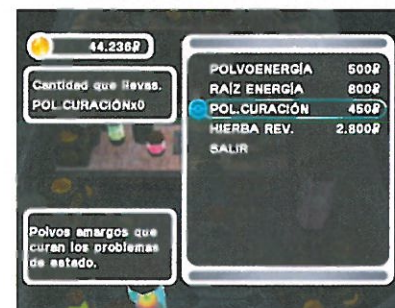 44.236₽
Cantidad que llevas.
POL.CURACIÓNx0
POLVOENERGÍA 500₽
RAÍZ ENERGÍA 800₽
POL.CURACIÓN 450₽
HIERBA REV. 2.800₽
SALIR
Polvos amargos que
curan los problemas
de estado.